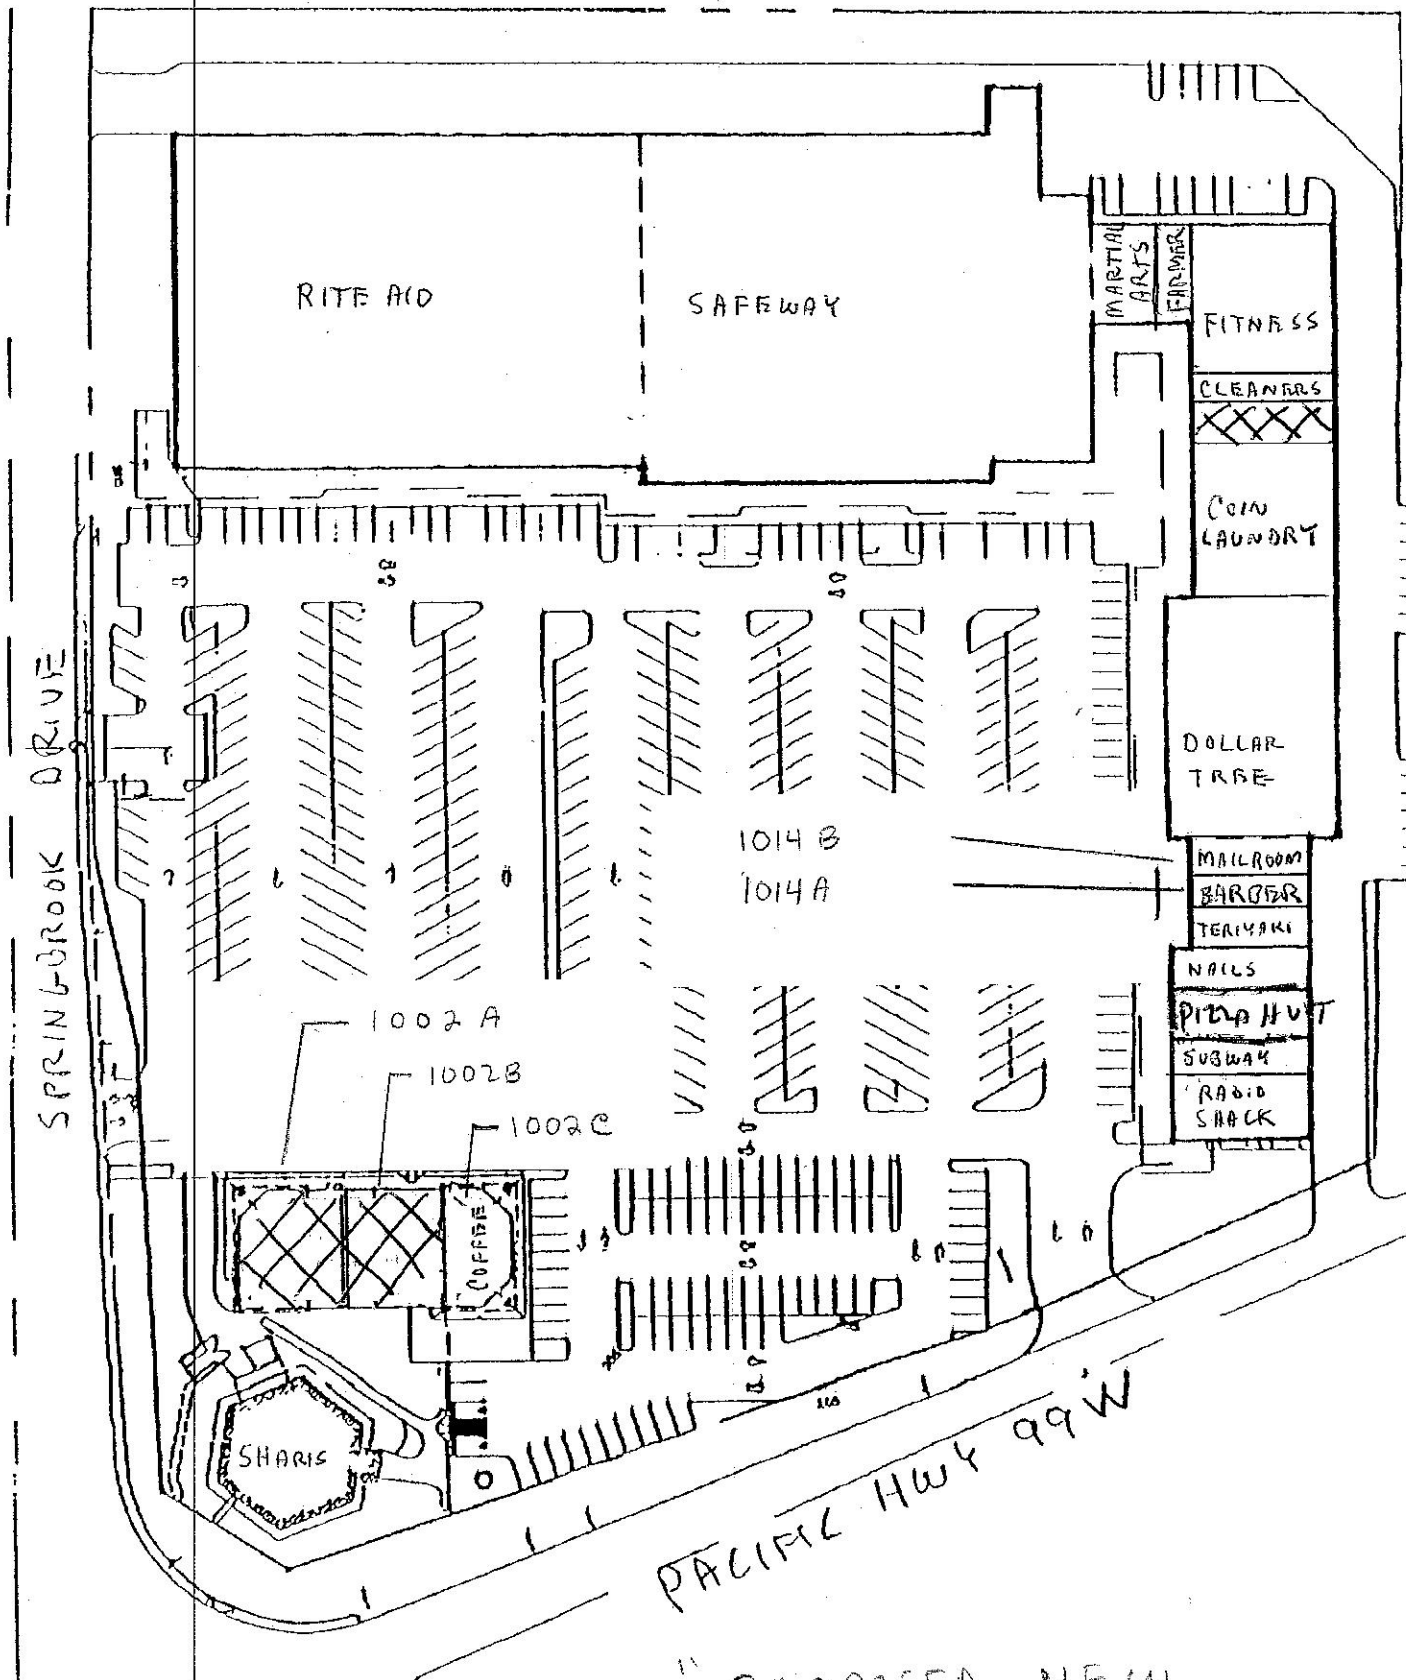 MARTIAL
ARTS
FARMER
RITE AID
SAFEWAY
FITNESS
CLEANERS
COIN
LAUNDRY
SPRINGBROOK DRIVE
DOLLAR
TREE
1014 B
1014 A
MAILROOM
BARBER
TERIYAKI
NAILS
PIZZA HUT
SUBWAY
RADIO
SHACK
1002 A
1002B
1002C
COFFEE
SHARIS
PACIFIC HWY 99W